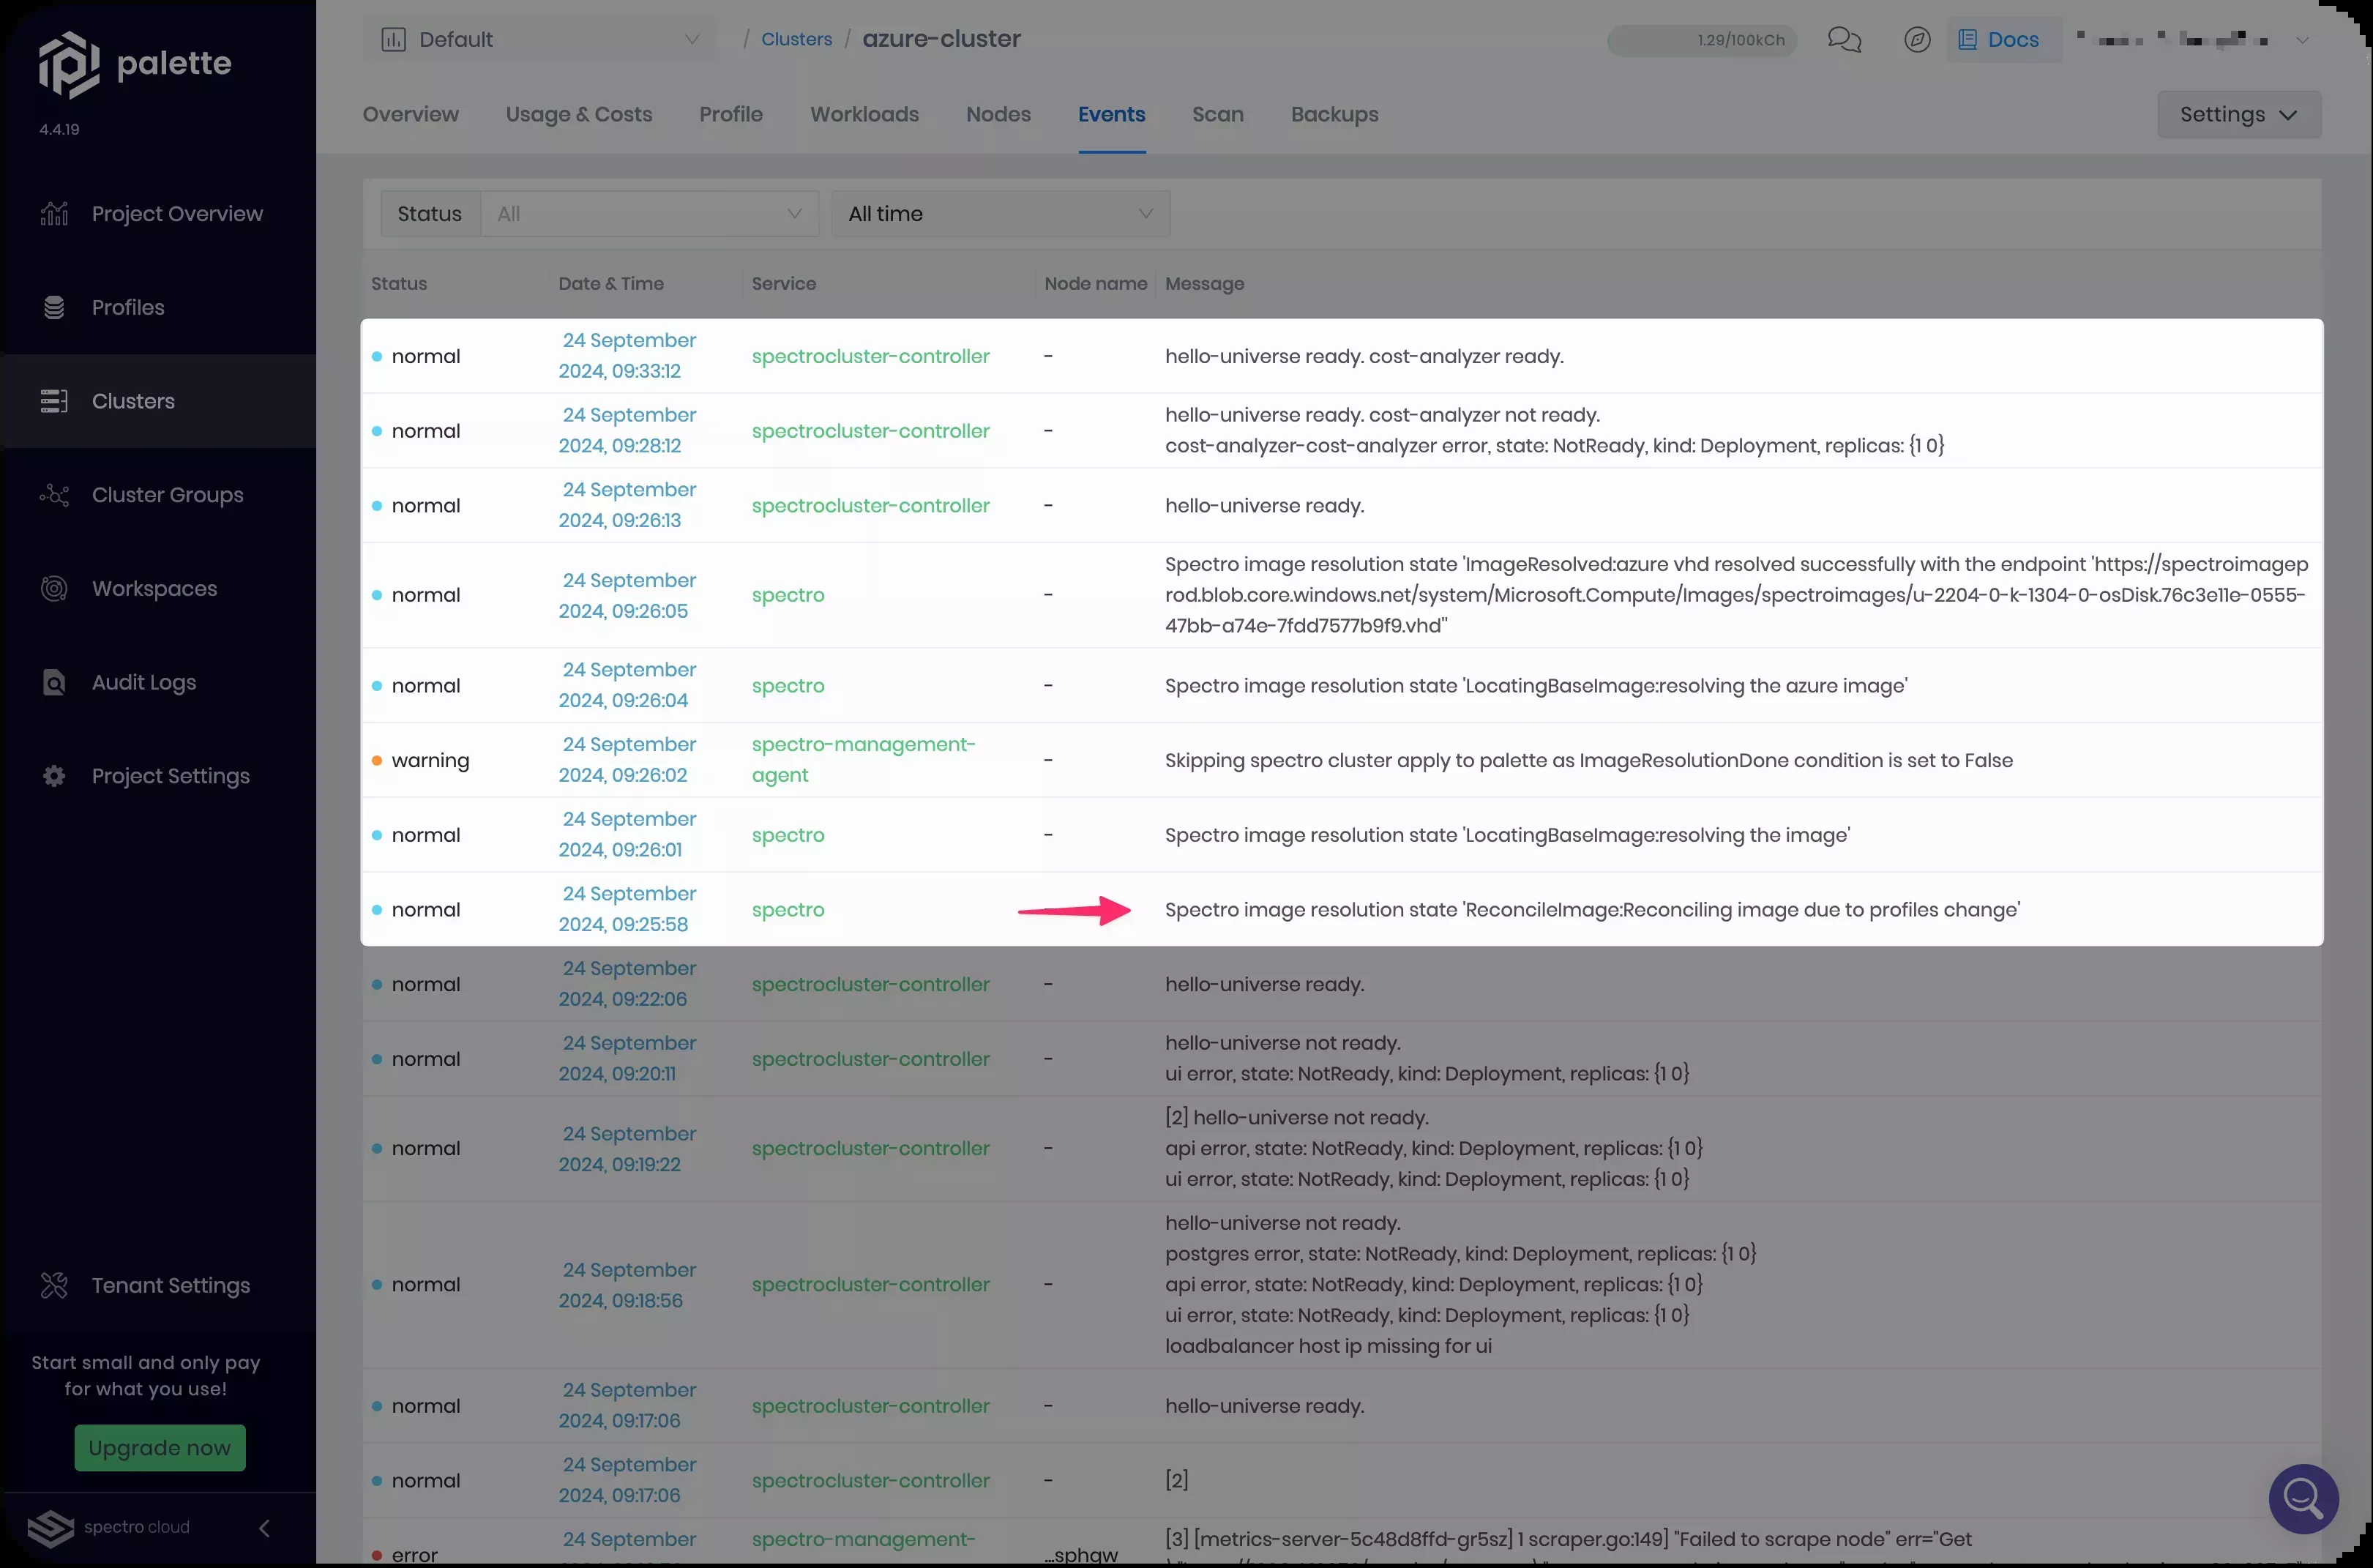 palette
4.4.19
Project Overview
Profiles
Clusters
Cluster Groups
Workspaces
Audit Logs
Project Settings
Tenant Settings
Start small and only pay
for what you use!
Upgrade now
spectro cloud
Default / Clusters / azure-cluster
1.29/100kCh
Docs
Overview Usage & Costs Profile Workloads Nodes Events Scan Backups
Settings
Status All All time
Status Date & Time Service Node name Message
normal 24 September
2024, 09:33:12 spectrocluster-controller - hello-universe ready. cost-analyzer ready.
normal 24 September
2024, 09:28:12 spectrocluster-controller - hello-universe ready. cost-analyzer not ready.
cost-analyzer-cost-analyzer error, state: NotReady, kind: Deployment, replicas: {1 0}
normal 24 September
2024, 09:26:13 spectrocluster-controller - hello-universe ready.
normal 24 September
2024, 09:26:05 spectro - Spectro image resolution state 'ImageResolved:azure vhd resolved successfully with the endpoint 'https://spectroimagep
rod.blob.core.windows.net/system/Microsoft.Compute/Images/spectroimages/u-2204-0-k-1304-0-osDisk.76c3e11e-0555-
47bb-a74e-7fdd7577b9f9.vhd''
normal 24 September
2024, 09:26:04 spectro - Spectro image resolution state 'LocatingBaseImage:resolving the azure image'
warning 24 September
2024, 09:26:02 spectro-management-
agent - Skipping spectro cluster apply to palette as ImageResolutionDone condition is set to False
normal 24 September
2024, 09:26:01 spectro - Spectro image resolution state 'LocatingBaseImage:resolving the image'
normal 24 September
2024, 09:25:58 spectro Spectro image resolution state 'ReconcileImage:Reconciling image due to profiles change'
normal 24 September
2024, 09:22:06 spectrocluster-controller - hello-universe ready.
normal 24 September
2024, 09:20:11 spectrocluster-controller - hello-universe not ready.
ui error, state: NotReady, kind: Deployment, replicas: {1 0}
normal 24 September
2024, 09:19:22 spectrocluster-controller - [2] hello-universe not ready.
api error, state: NotReady, kind: Deployment, replicas: {1 0}
ui error, state: NotReady, kind: Deployment, replicas: {1 0}
normal 24 September
2024, 09:18:56 spectrocluster-controller - hello-universe not ready.
postgres error, state: NotReady, kind: Deployment, replicas: {1 0}
api error, state: NotReady, kind: Deployment, replicas: {1 0}
ui error, state: NotReady, kind: Deployment, replicas: {1 0}
loadbalancer host ip missing for ui
normal 24 September
2024, 09:17:06 spectrocluster-controller - hello-universe ready.
normal 24 September
2024, 09:17:06 spectrocluster-controller - [2]
error 24 September spectro-management- ...sphqw [3] [metrics-server-5c48d8ffd-gr5sz] 1 scraper.go:149] "Failed to scrape node" err="Get